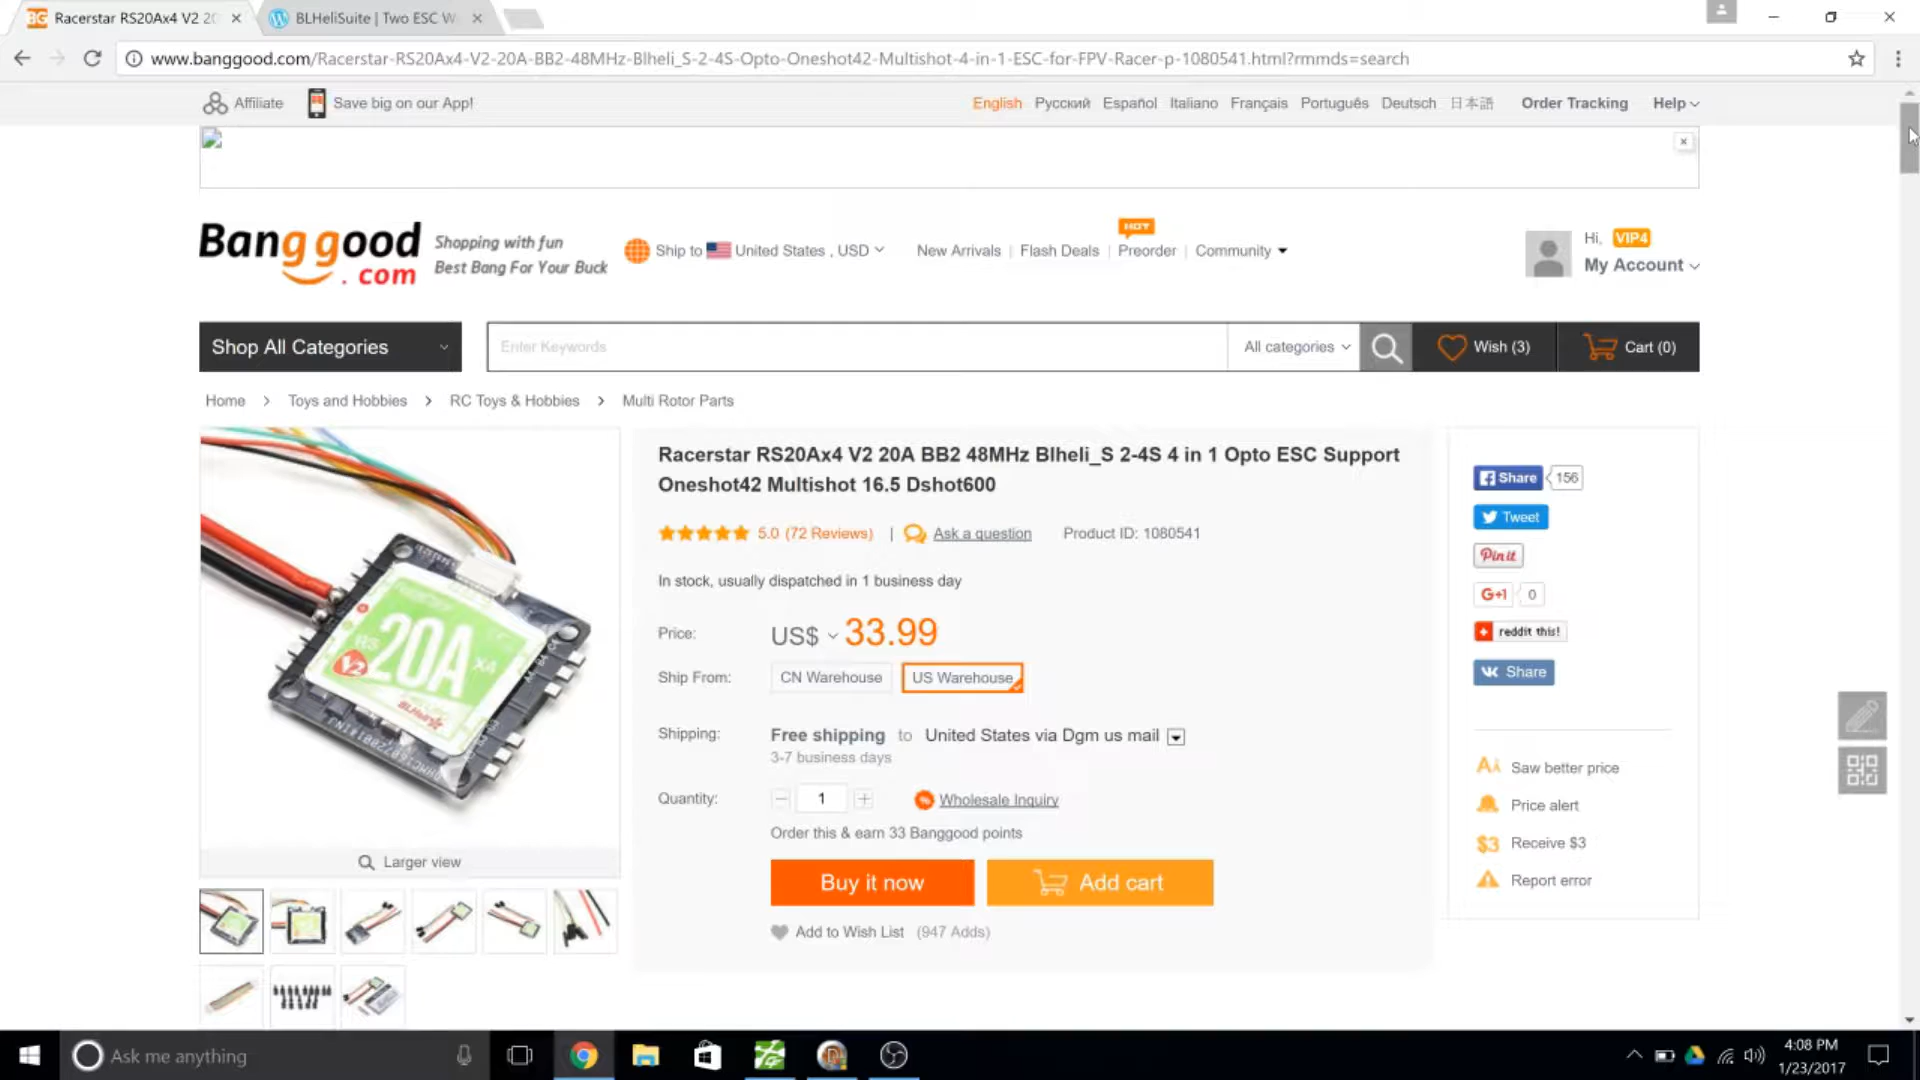 Racerstar RS20Ax4 V2 20
BLHeliSuite | Two ESC W
www.banggood.com/Racerstar-RS20Ax4-V2-20A-BB2-48MHz-Blheli_S-2-4S-Opto-Oneshot42-Multishot-4-in-1-ESC-for-FPV-Racer-p-1080541.html?rmmds=search
Affiliate Save big on our App! English Русский Español Italiano Français Português Deutsch 日本語 Order Tracking Help
Banggood.com
Shopping with fun
Best Bang For Your Buck
Ship to United States , USD
New Arrivals | Flash Deals | Preorder | Community
HOT
Hi, VIP4
My Account
Shop All Categories Enter Keywords All categories Wish (3) Cart (0)
Home > Toys and Hobbies > RC Toys & Hobbies > Multi Rotor Parts
Racerstar RS20Ax4 V2 20A BB2 48MHz Blheli_S 2-4S 4 in 1 Opto ESC Support
Oneshot42 Multishot 16.5 Dshot600
5.0 (72 Reviews) | Ask a question Product ID: 1080541
In stock, usually dispatched in 1 business day
Price: US$ 33.99
Ship From: CN Warehouse US Warehouse
Shipping: Free shipping to United States via Dgm us mail
3-7 business days
Quantity: 1 Wholesale Inquiry
Order this & earn 33 Banggood points
Buy it now Add cart
Add to Wish List (947 Adds)
RS 20A X4
V2
BLHeli
Larger view
Share 156
Tweet
Pin it
G+1 0
reddit this!
Share
Saw better price
Price alert
$3 Receive $3
Report error
Ask me anything
4:08 PM
1/23/2017